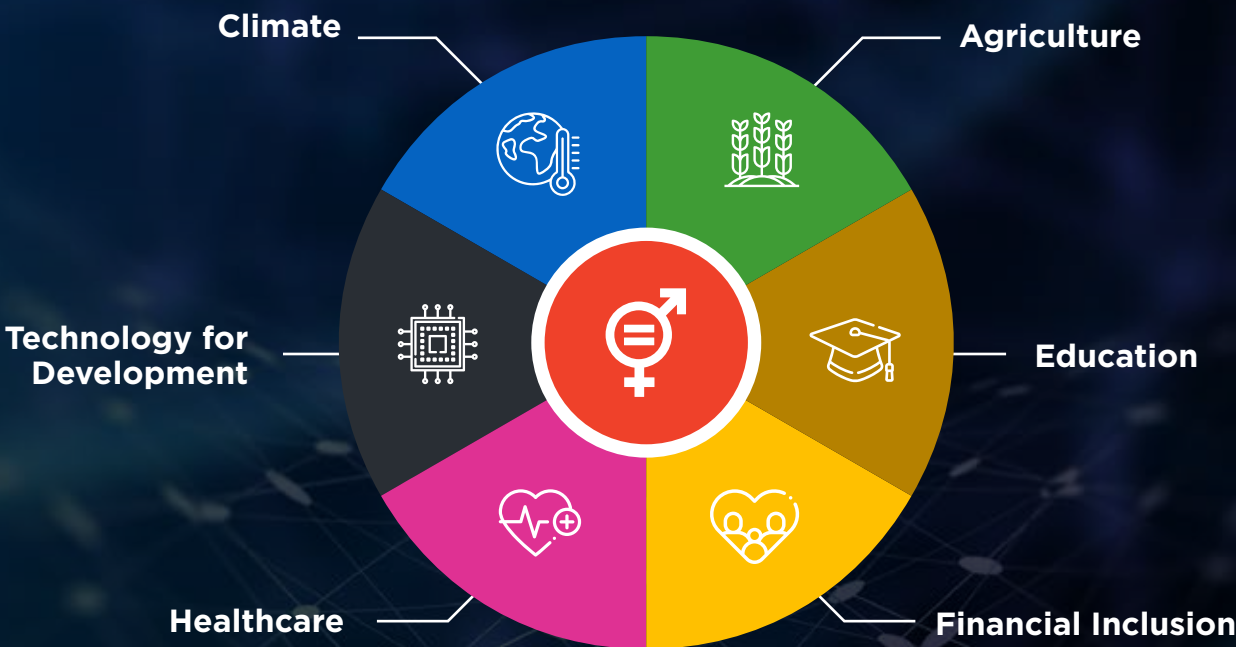 Climate
Agriculture
Technology for
Development
Education
Healthcare
Financial Inclusion